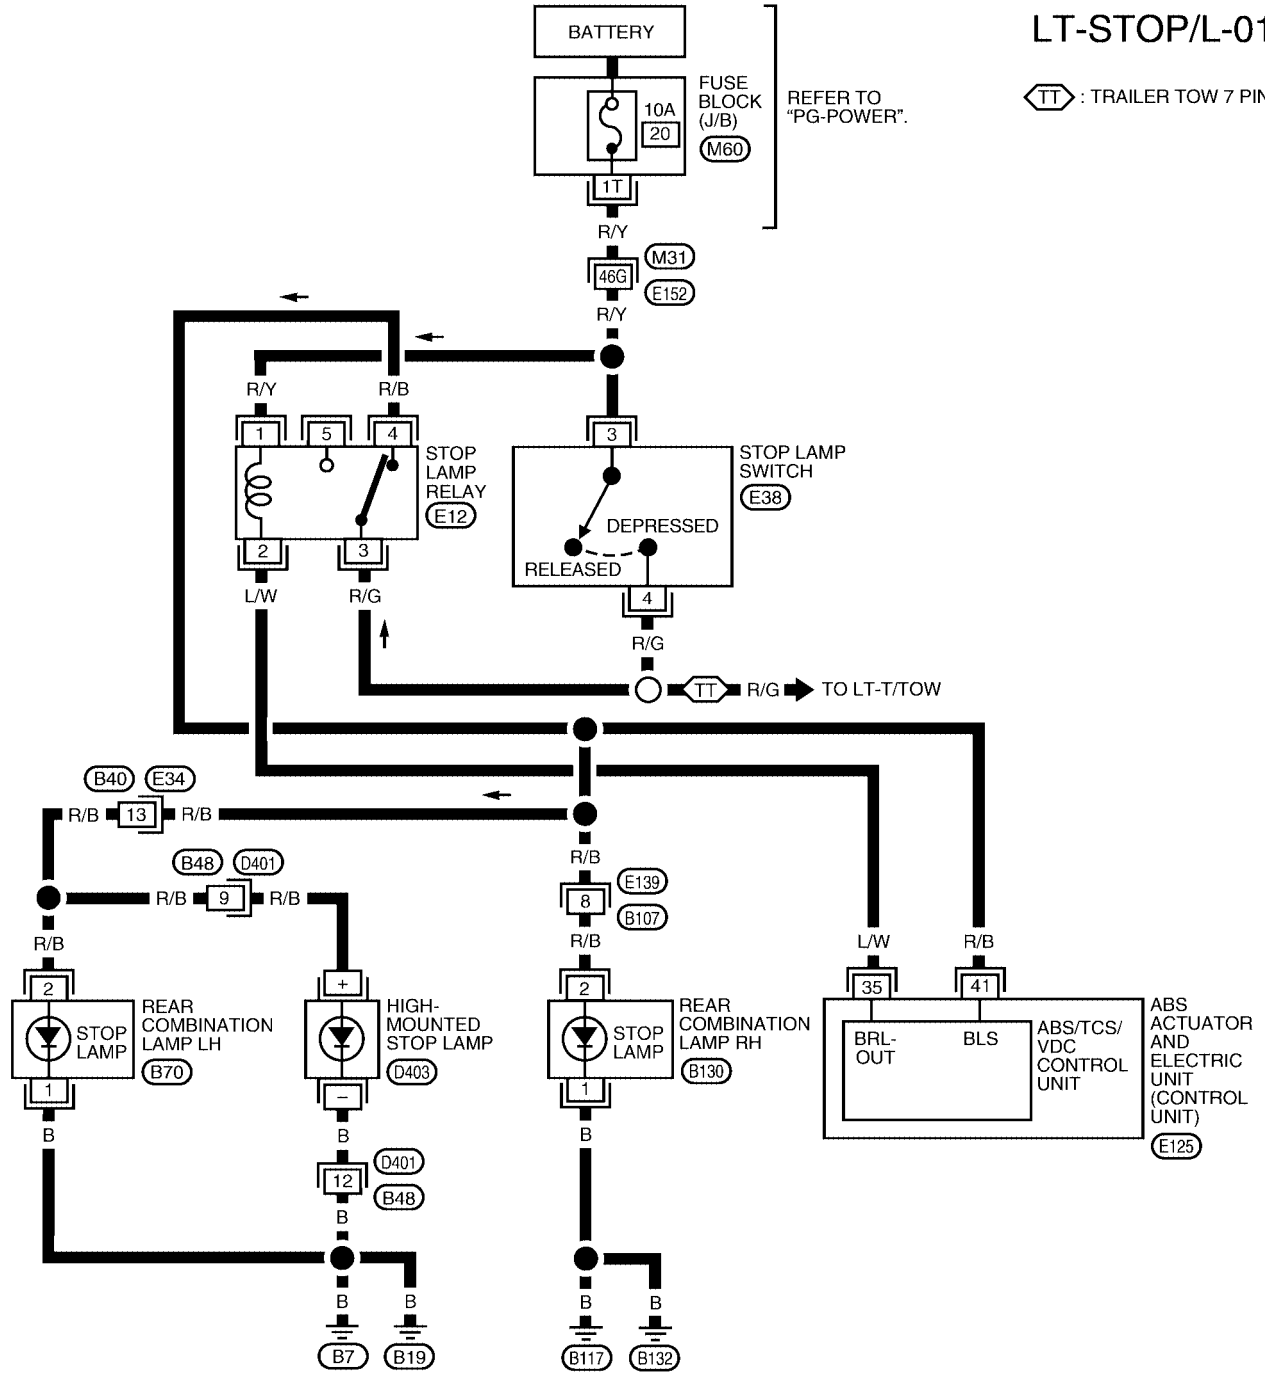 LT-STOP/L-01
BATTERY
FUSE
BLOCK
(J/B)
10A
20
M60
REFER TO
"PG-POWER".
TT : TRAILER TOW 7 PIN
1T
R/Y
M31
46G
E152
R/Y
R/Y
R/B
1
5
4
STOP
LAMP
RELAY
E12
2
3
L/W
R/G
3
STOP LAMP
SWITCH
E38
DEPRESSED
RELEASED
4
R/G
TT
R/G
TO LT-T/TOW
B40
E34
R/B
13
R/B
B48
D401
R/B
9
R/B
R/B
R/B
E139
8
B107
R/B
L/W
R/B
2
REAR
COMBINATION
LAMP LH
STOP
LAMP
B70
1
B
+
HIGH-
MOUNTED
STOP LAMP
D403
–
B
D401
12
B48
B
2
REAR
COMBINATION
LAMP RH
STOP
LAMP
B130
1
B
35
41
BRL-
OUT
BLS
ABS/TCS/
VDC
CONTROL
UNIT
ABS
ACTUATOR
AND
ELECTRIC
UNIT
(CONTROL
UNIT)
E125
B
B
B
B
B7
B19
B117
B132